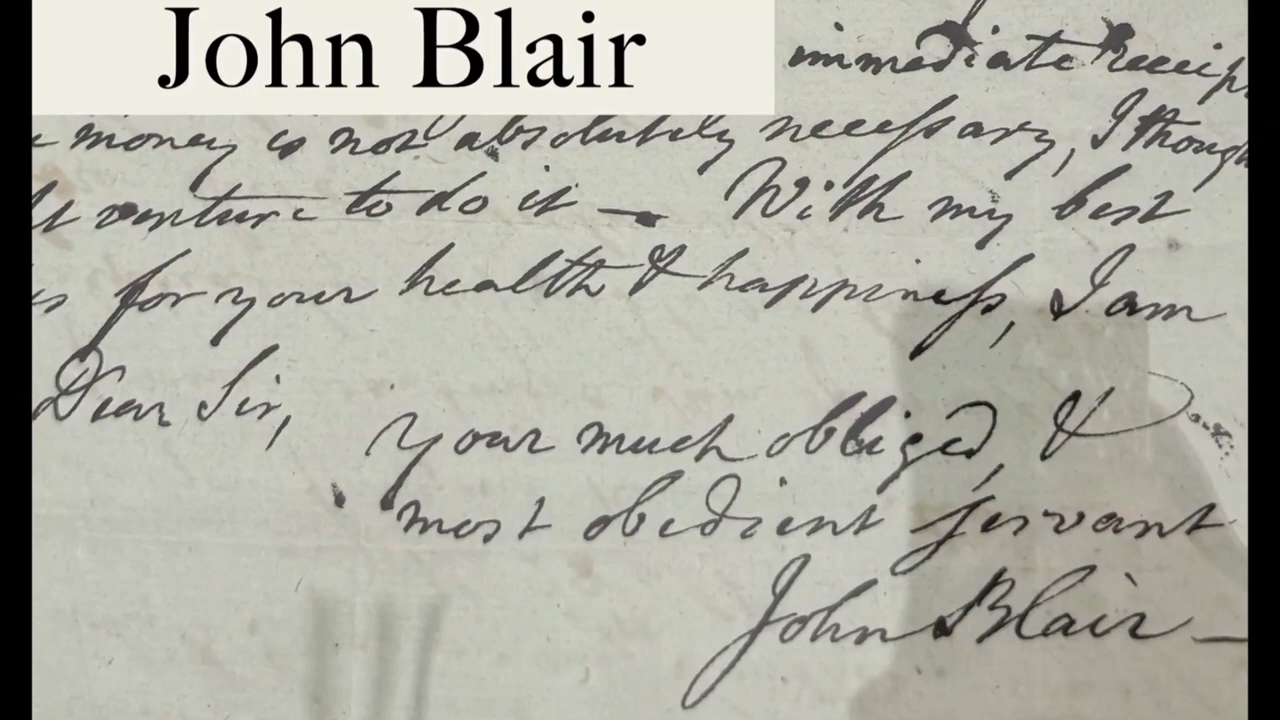 John Blair
immediate receip
money is not absolutely necessary, I though
venture to do it — With my best
s for your health & happiness, I am
Dear Sir,
your much obliged, &
most obedient servant
John Blair —